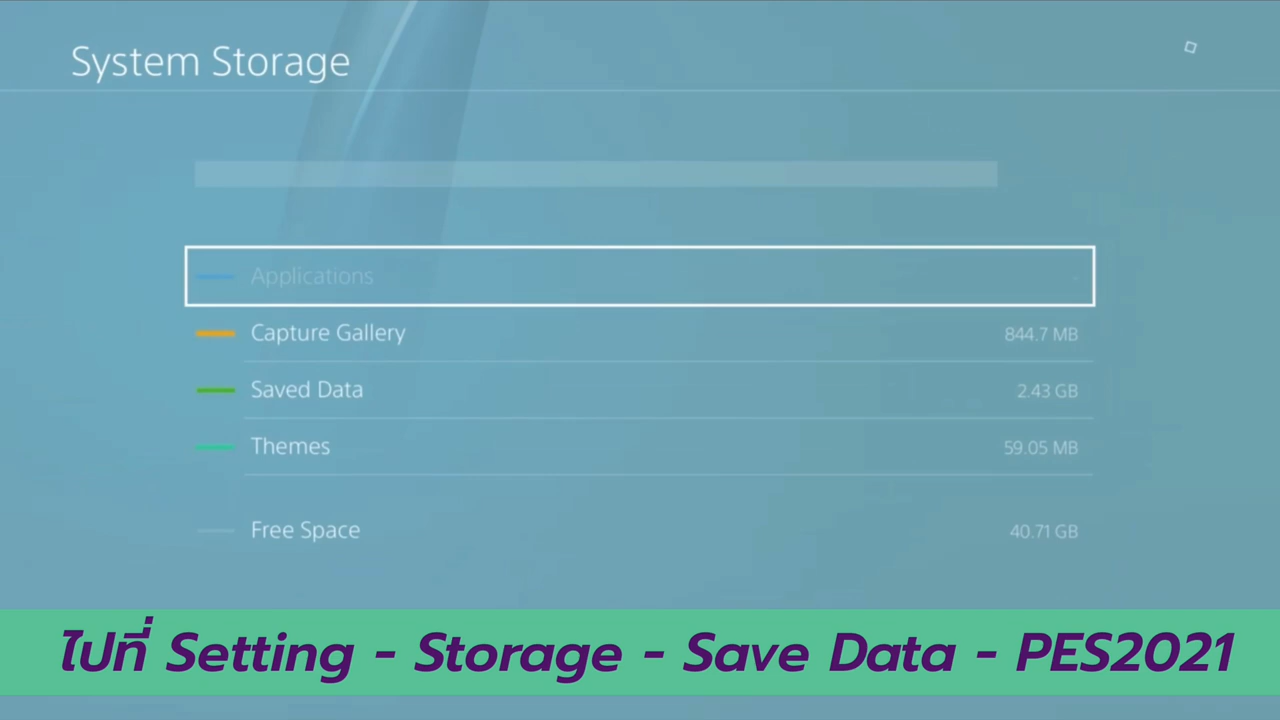 System Storage
Applications
Capture Gallery 844.7 MB
Saved Data 2.43 GB
Themes 59.05 MB
Free Space 40.71 GB
ไปที่ Setting - Storage - Save Data - PES2021